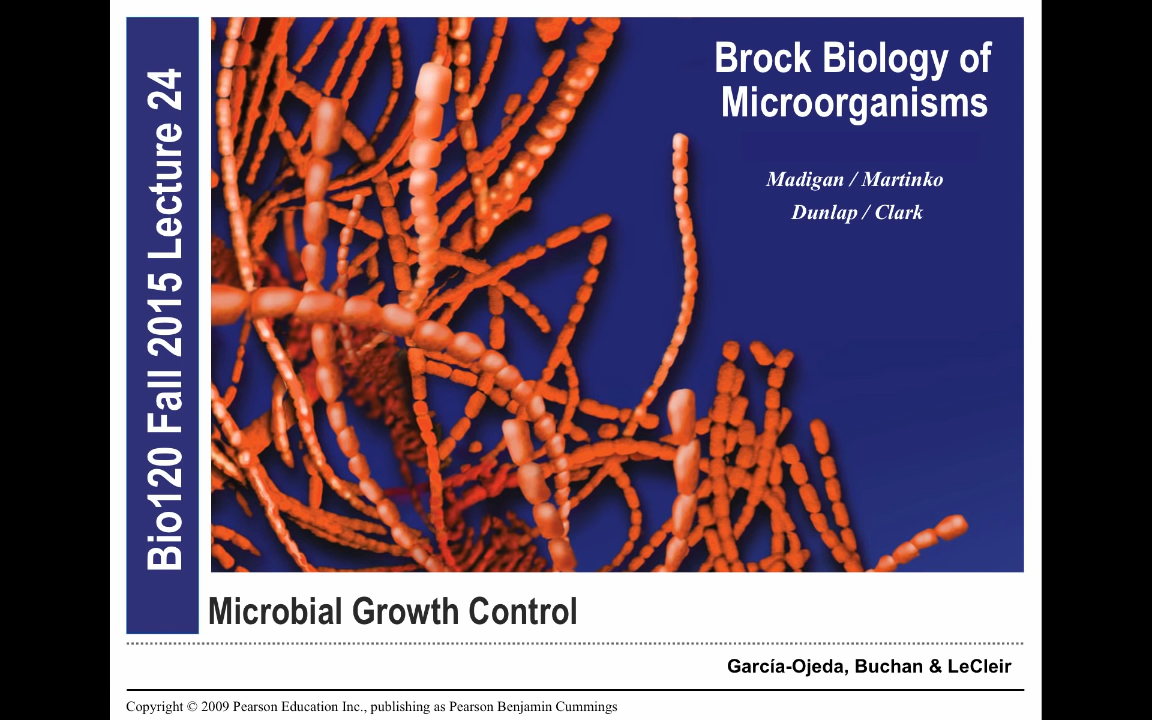 Bio120 Fall 2015 Lecture 24
Brock Biology of
Microorganisms
Madigan / Martinko
Dunlap / Clark
Microbial Growth Control
García-Ojeda, Buchan & LeCleir
Copyright © 2009 Pearson Education Inc., publishing as Pearson Benjamin Cummings